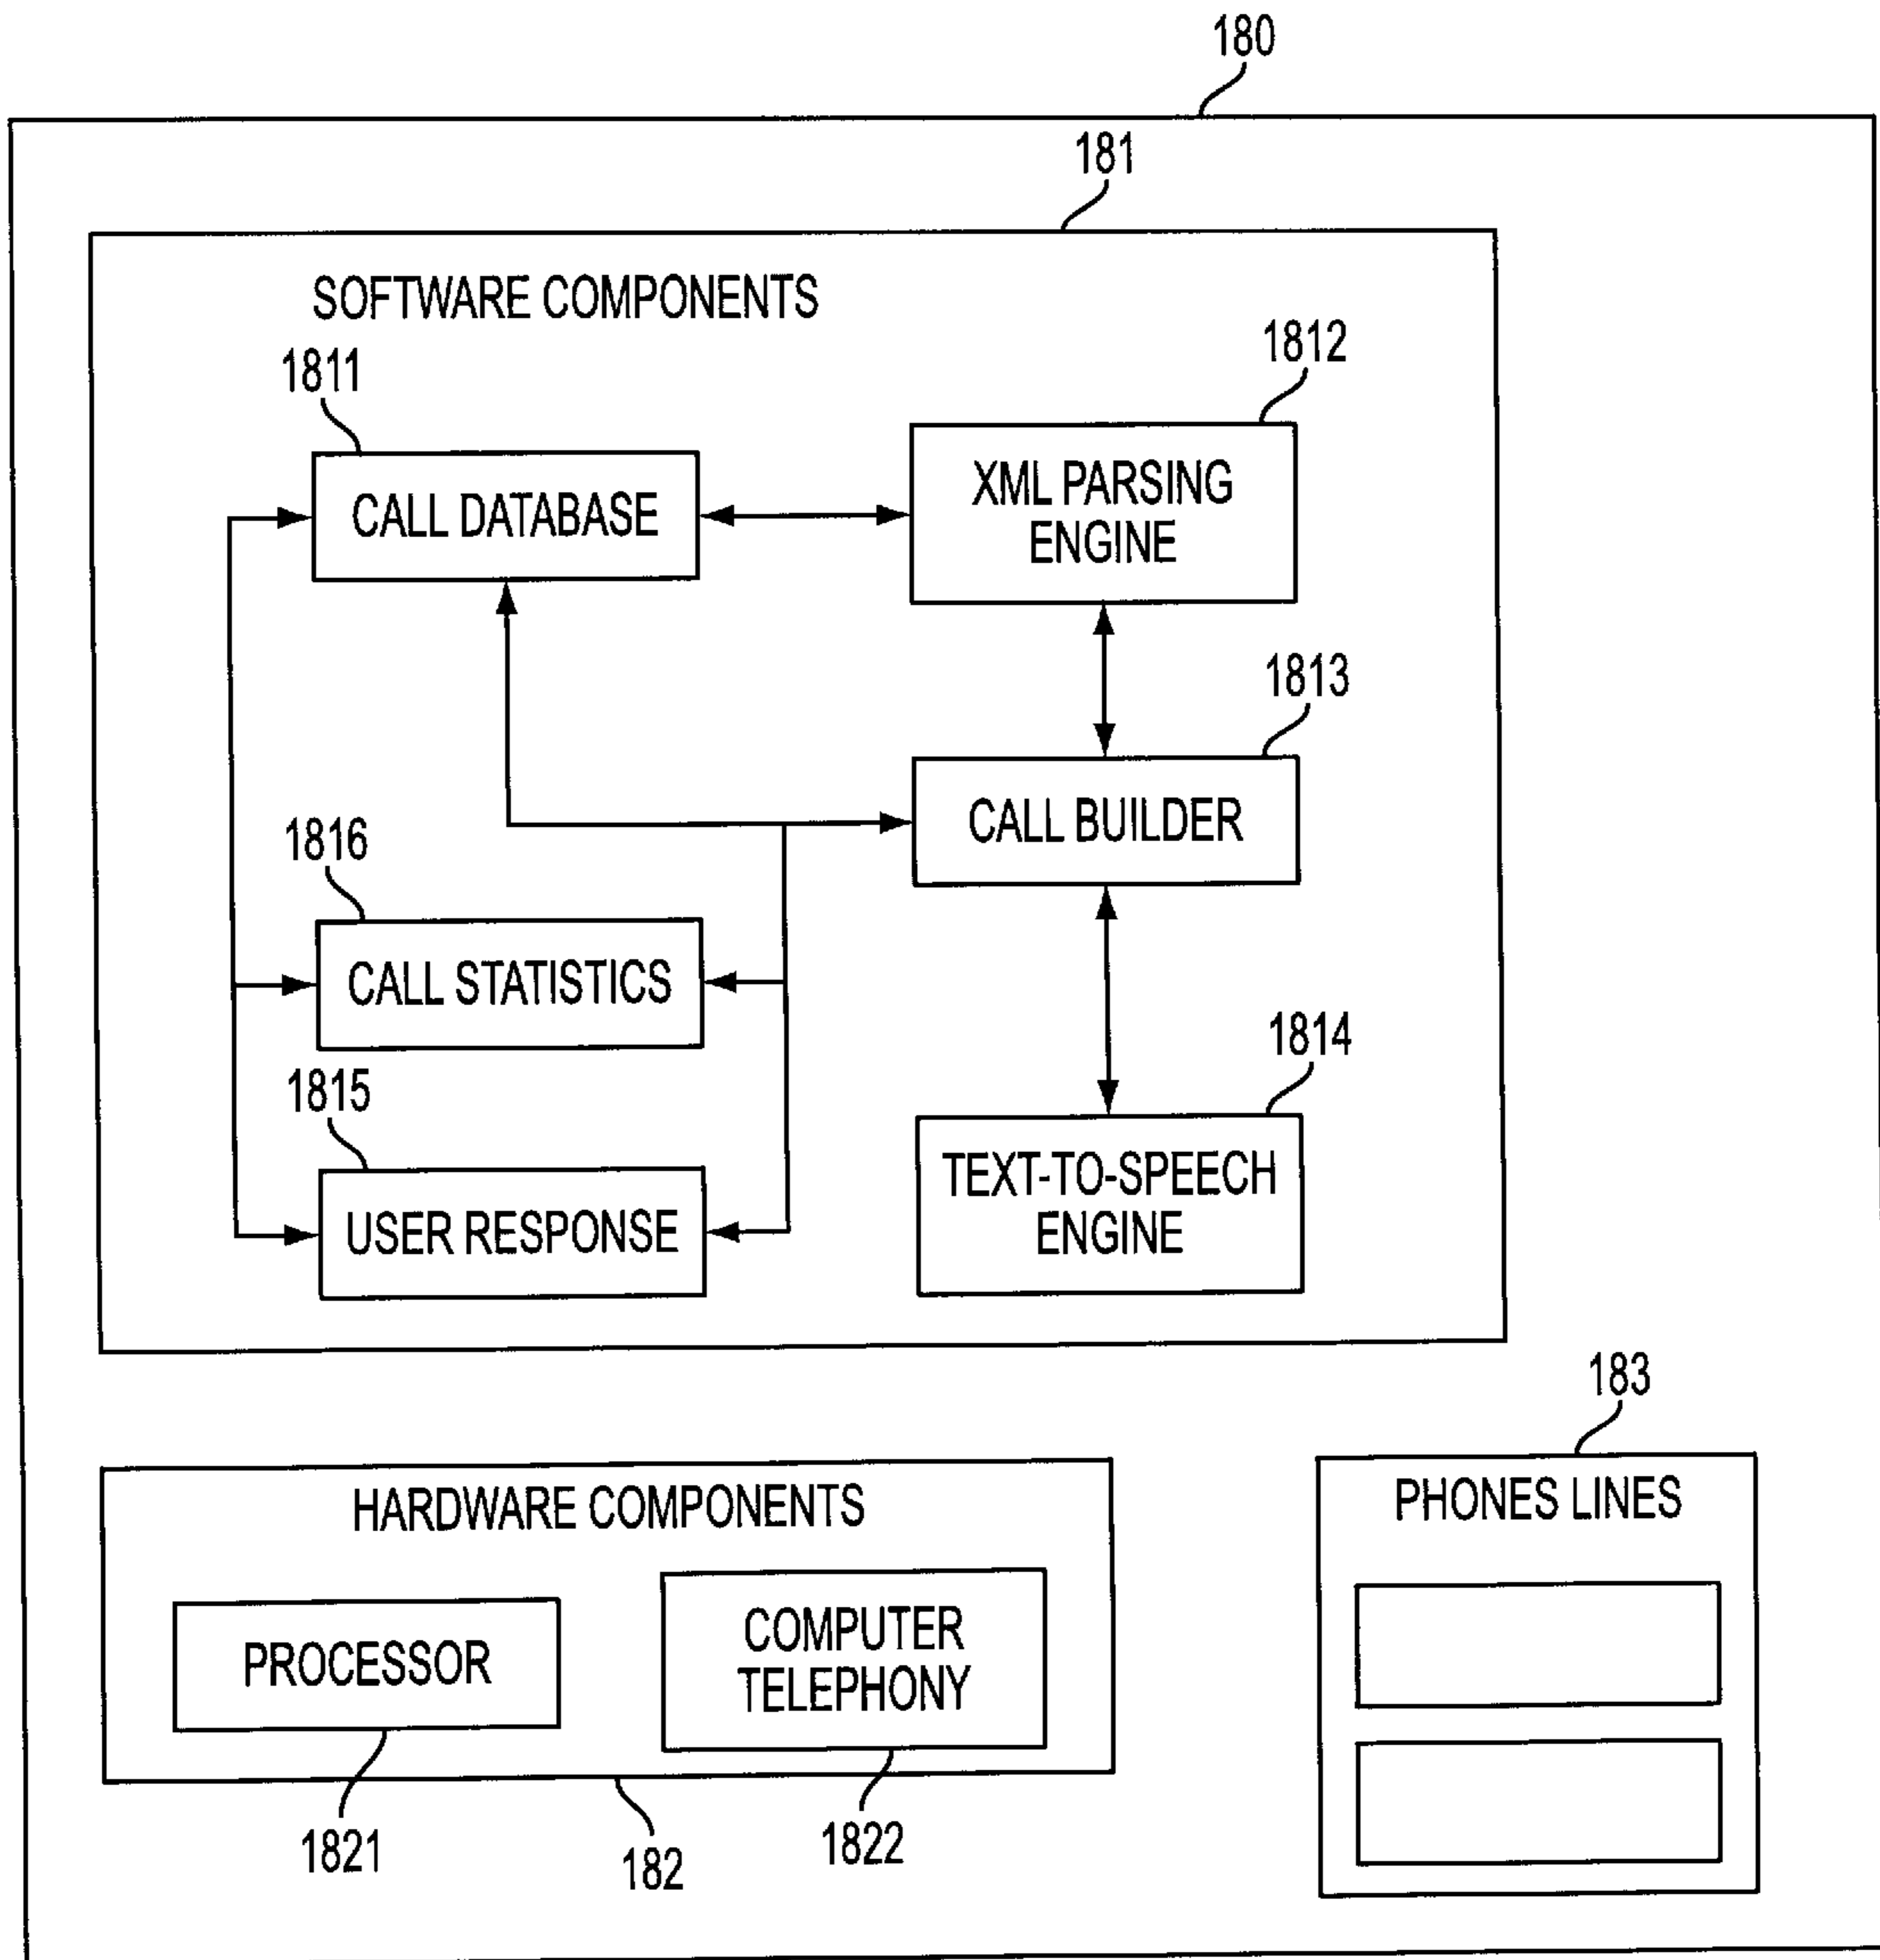 180
181
SOFTWARE COMPONENTS
1811
1812
CALL DATABASE
XML PARSING
ENGINE
1813
CALL BUILDER
1816
CALL STATISTICS
1814
1815
TEXT-TO-SPEECH
ENGINE
USER RESPONSE
183
HARDWARE COMPONENTS
PHONES LINES
PROCESSOR
COMPUTER
TELEPHONY
1821
182
1822